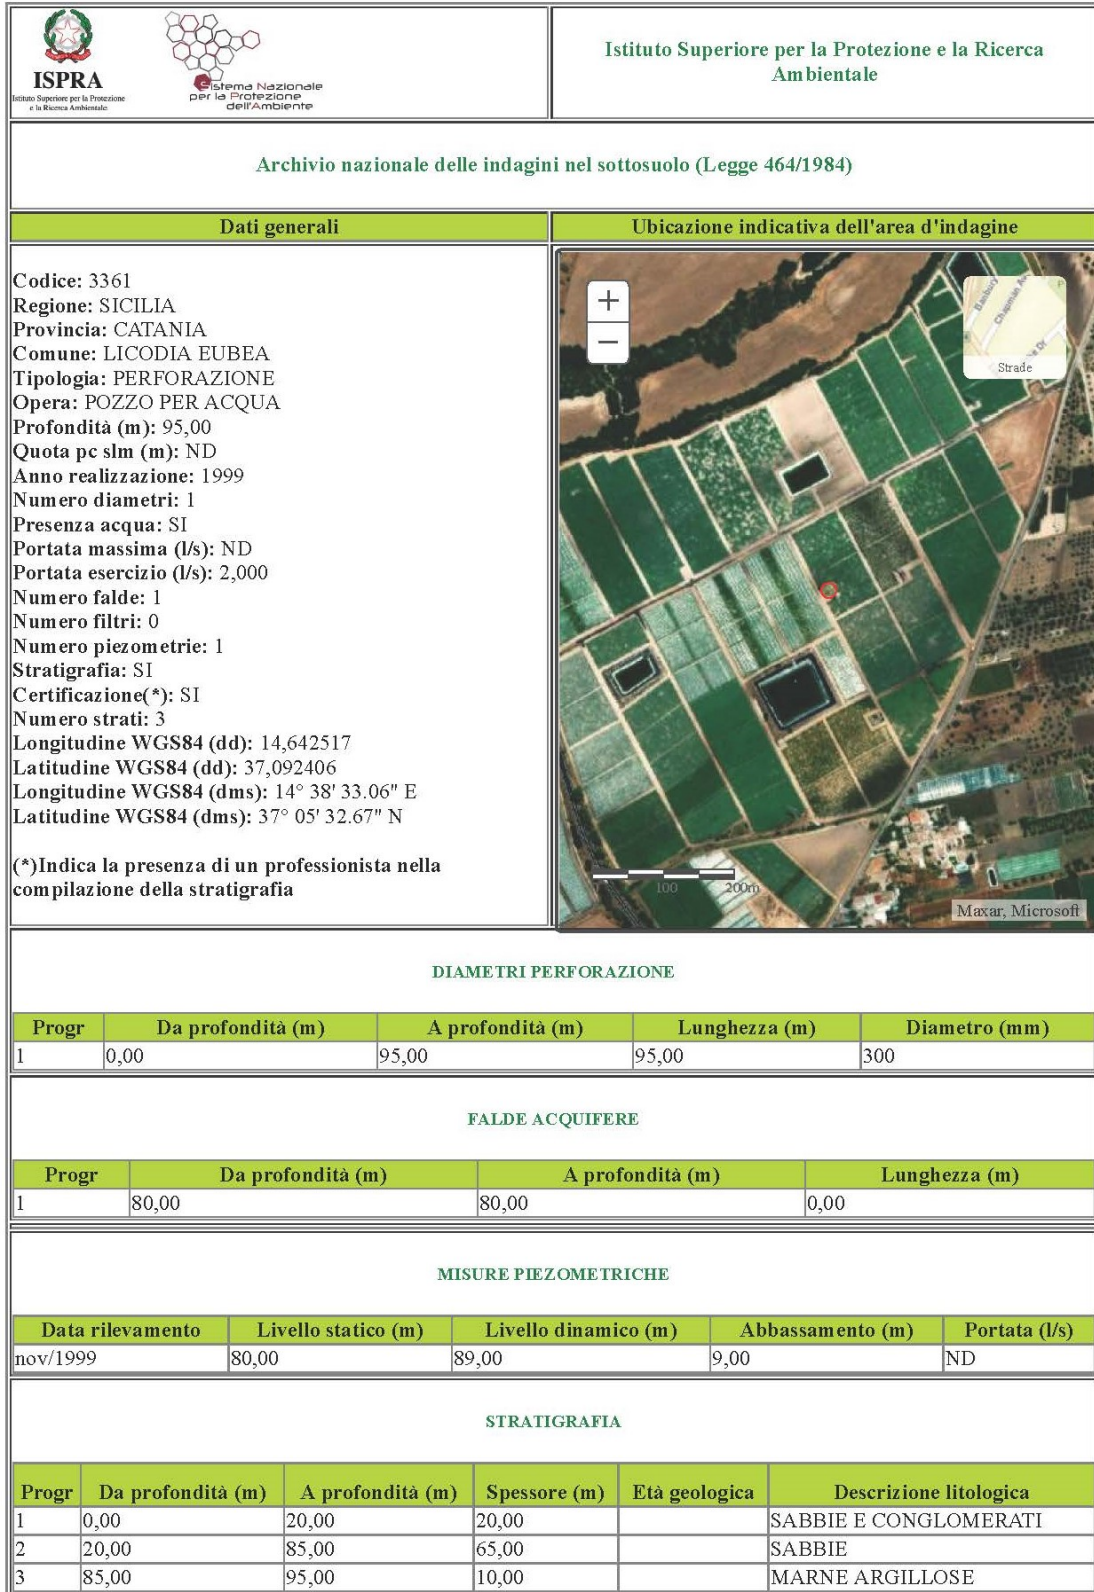 ISPRA
Istituto Superiore per la Protezione
e la Ricerca Ambientale
Sistema Nazionale
per la Protezione
dell'Ambiente
Istituto Superiore per la Protezione e la Ricerca
Ambientale
Archivio nazionale delle indagini nel sottosuolo (Legge 464/1984)
Dati generali
Codice: 3361
Regione: SICILIA
Provincia: CATANIA
Comune: LICODIA EUBEA
Tipologia: PERFORAZIONE
Opera: POZZO PER ACQUA
Profondità (m): 95,00
Quota pc slm (m): ND
Anno realizzazione: 1999
Numero diametri: 1
Presenza acqua: SI
Portata massima (l/s): ND
Portata esercizio (l/s): 2,000
Numero falde: 1
Numero filtri: 0
Numero piezometrie: 1
Stratigrafia: SI
Certificazione(*): SI
Numero strati: 3
Longitudine WGS84 (dd): 14,642517
Latitudine WGS84 (dd): 37,092406
Longitudine WGS84 (dms): 14° 38' 33.06" E
Latitudine WGS84 (dms): 37° 05' 32.67" N
(*)Indica la presenza di un professionista nella
compilazione della stratigrafia
Ubicazione indicativa dell'area d'indagine
+
−
Banbury
Chapman Av
P
ne Dr
Strade
100 200m
Maxar, Microsoft
DIAMETRI PERFORAZIONE
Progr Da profondità (m) A profondità (m) Lunghezza (m) Diametro (mm)
1 0,00 95,00 95,00 300
FALDE ACQUIFERE
Progr Da profondità (m) A profondità (m) Lunghezza (m)
1 80,00 80,00 0,00
MISURE PIEZOMETRICHE
Data rilevamento Livello statico (m) Livello dinamico (m) Abbassamento (m) Portata (l/s)
nov/1999 80,00 89,00 9,00 ND
STRATIGRAFIA
Progr Da profondità (m) A profondità (m) Spessore (m) Età geologica Descrizione litologica
1 0,00 20,00 20,00 SABBIE E CONGLOMERATI
2 20,00 85,00 65,00 SABBIE
3 85,00 95,00 10,00 MARNE ARGILLOSE